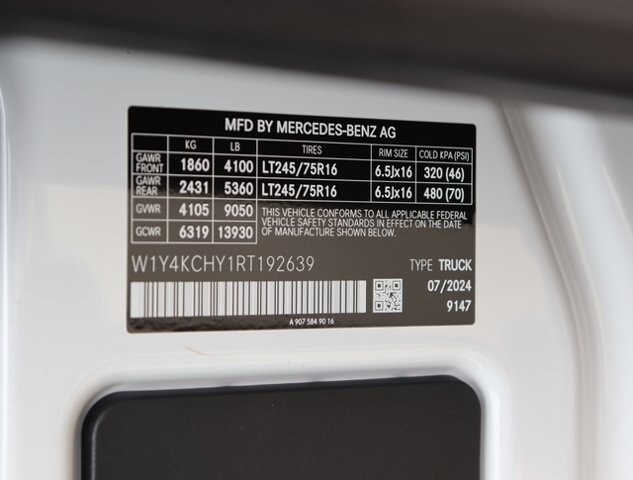 MFD BY MERCEDES-BENZ AG
KG LB TIRES RIM SIZE COLD KPA (PSI)
GAWR FRONT 1860 4100 LT245/75R16 6.5Jx16 320 (46)
GAWR REAR 2431 5360 LT245/75R16 6.5Jx16 480 (70)
GVWR 4105 9050 THIS VEHICLE CONFORMS TO ALL APPLICABLE FEDERAL
VEHICLE SAFETY STANDARDS IN EFFECT ON THE DATE
GCWR 6319 13930 OF MANUFACTURE SHOWN ABOVE.
W1Y4KCHY1RT192639 TYPE TRUCK
07/2024
9147
A 907 584 90 16